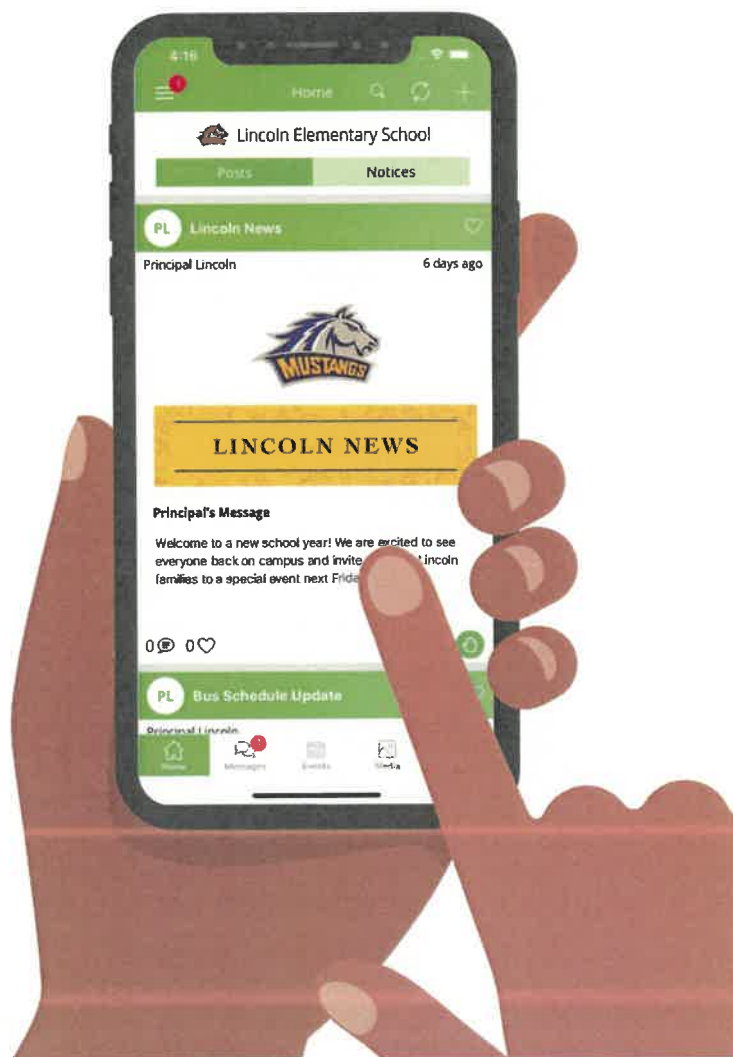 4:16
1
Home
Lincoln Elementary School
Posts
Notices
PL Lincoln News
Principal Lincoln
6 days ago
MUSTANGS
LINCOLN NEWS
Principal's Message
Welcome to a new school year! We are excited to see
everyone back on campus and invite
families to a special event next Frida
0 0
PL Bus Schedule Update
Principal Lincoln
Home
Messages
Events
Media